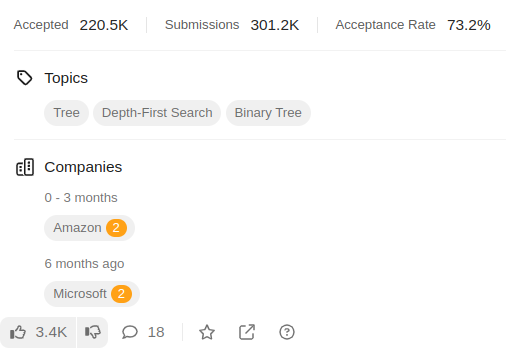 Accepted 220.5K Submissions 301.2K Acceptance Rate 73.2%
Topics
Tree Depth-First Search Binary Tree
Companies
0 - 3 months
Amazon 2
6 months ago
Microsoft 2
3.4K 18